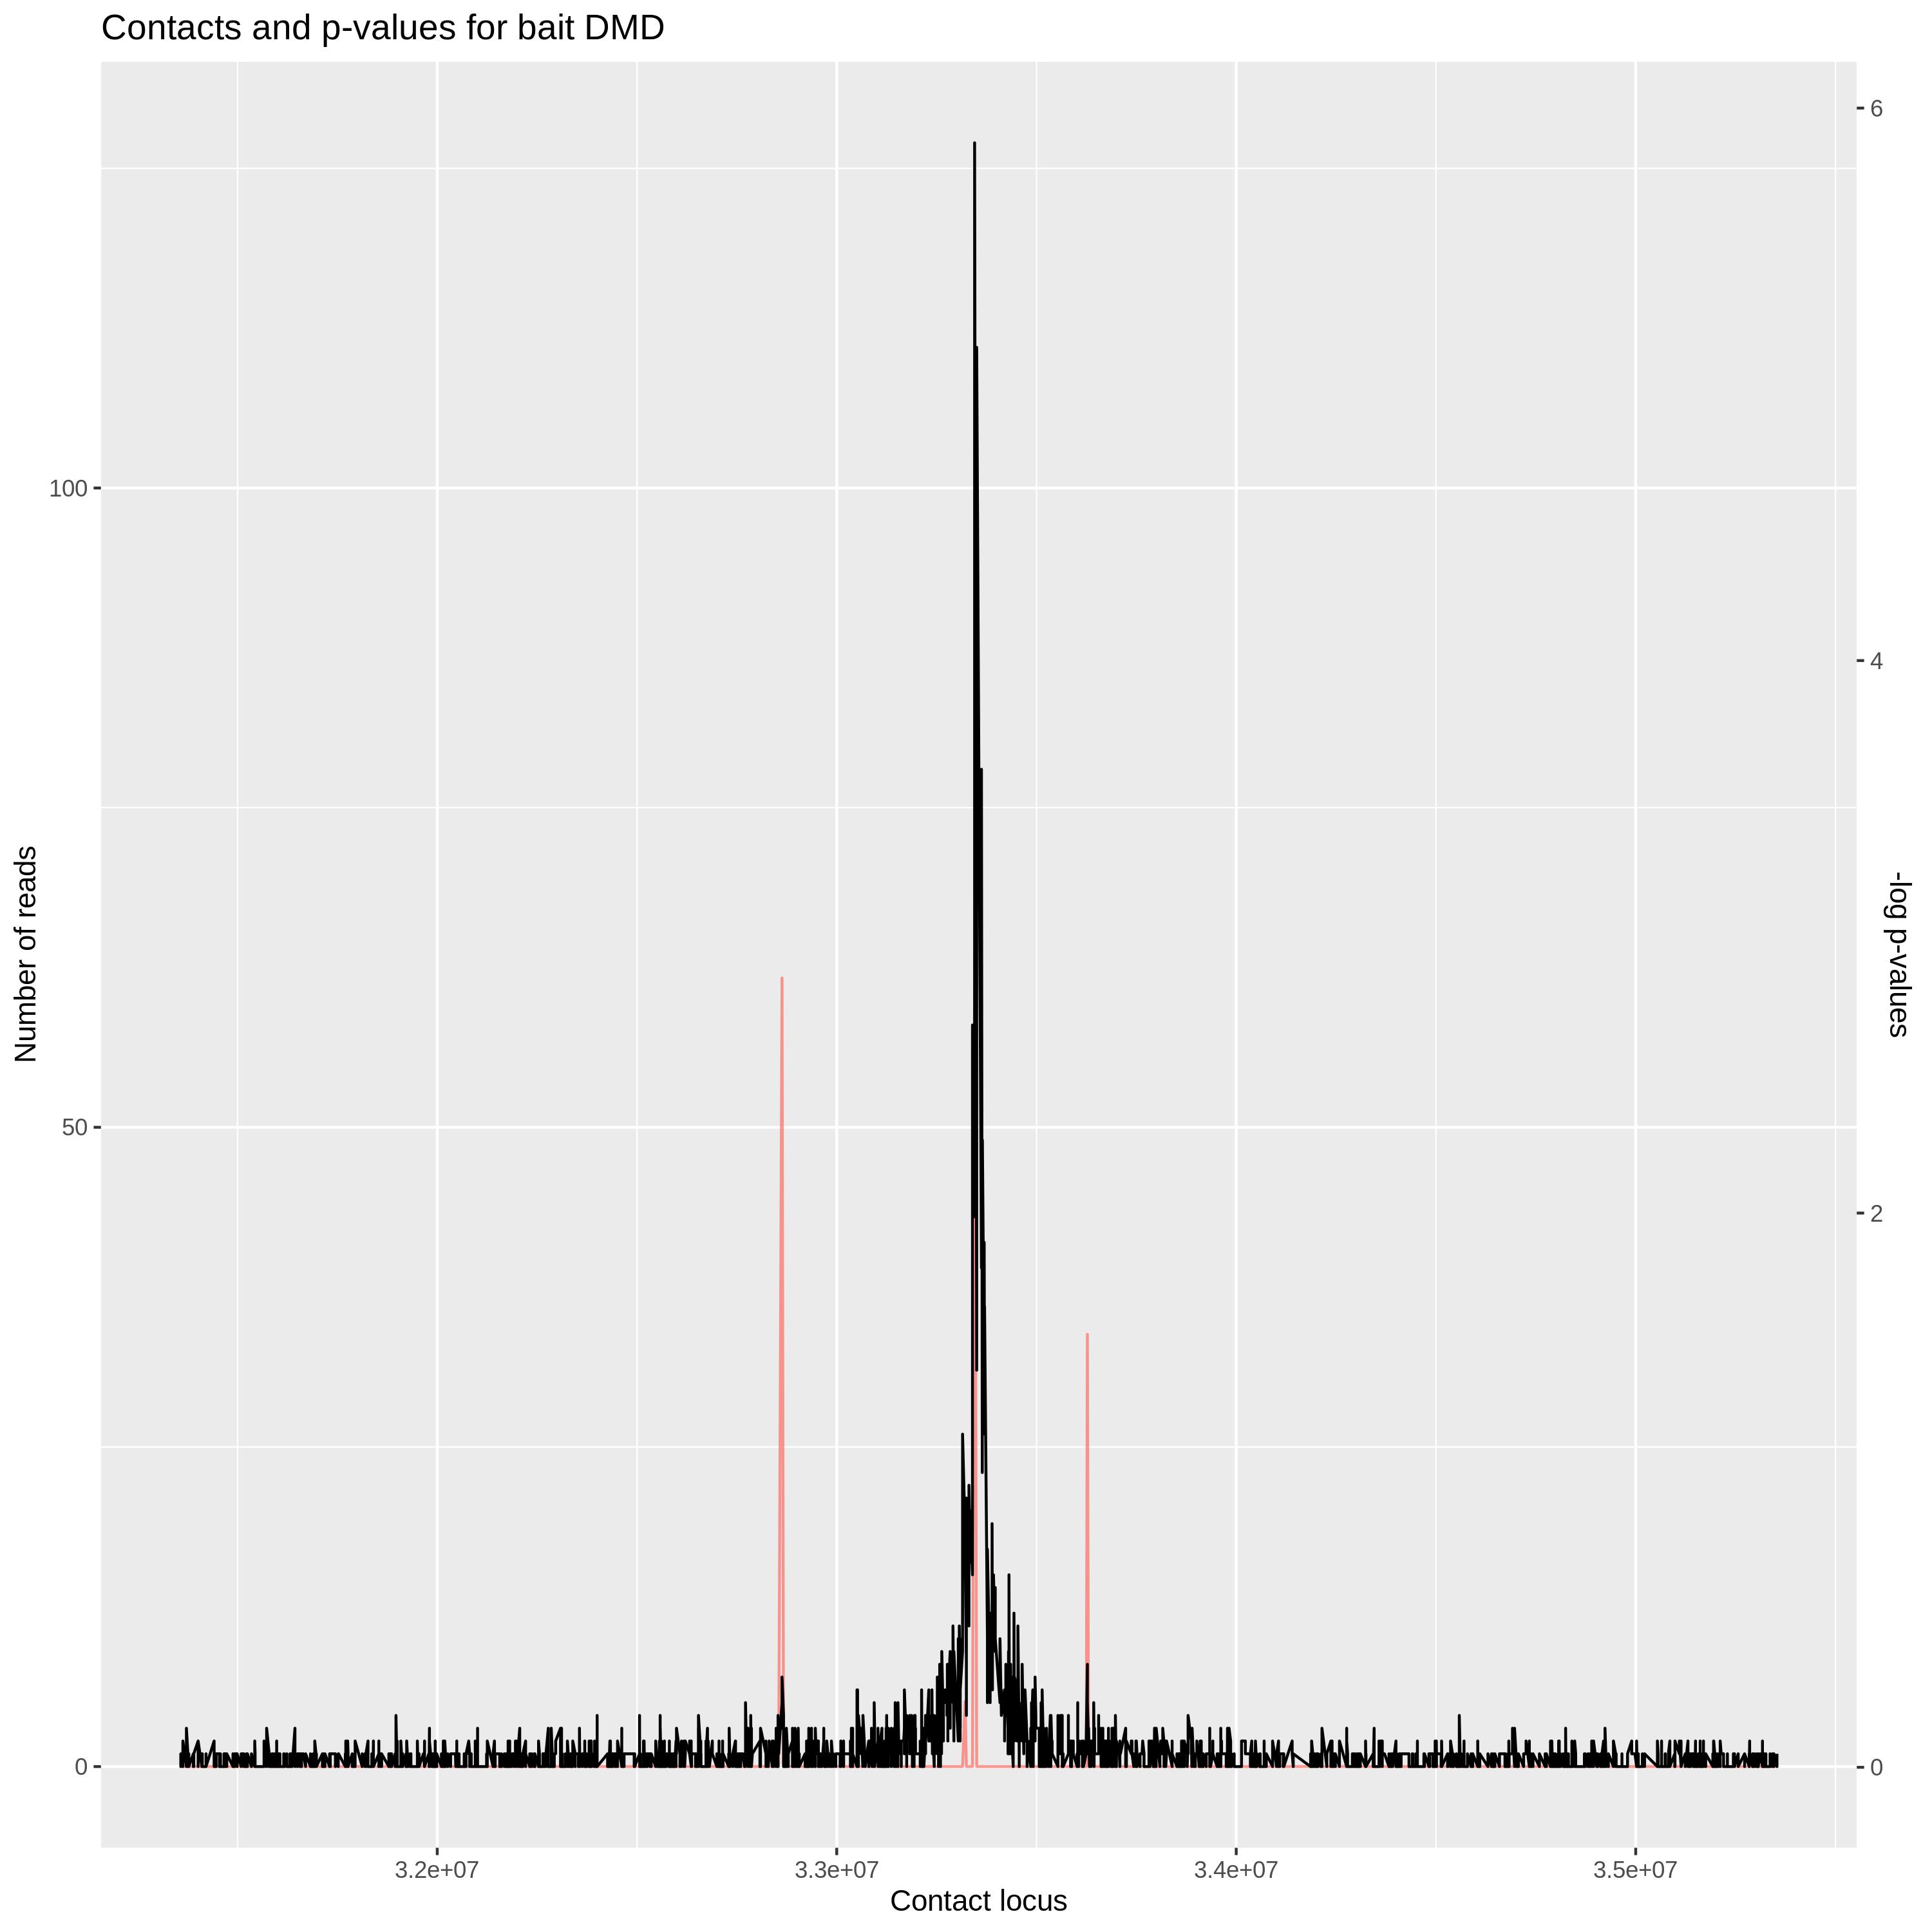 Contacts and p-values for bait DMD
6
100
4
Number of reads
-log p-values
50
2
0
0
3.2e+07
3.3e+07
3.4e+07
3.5e+07
Contact locus